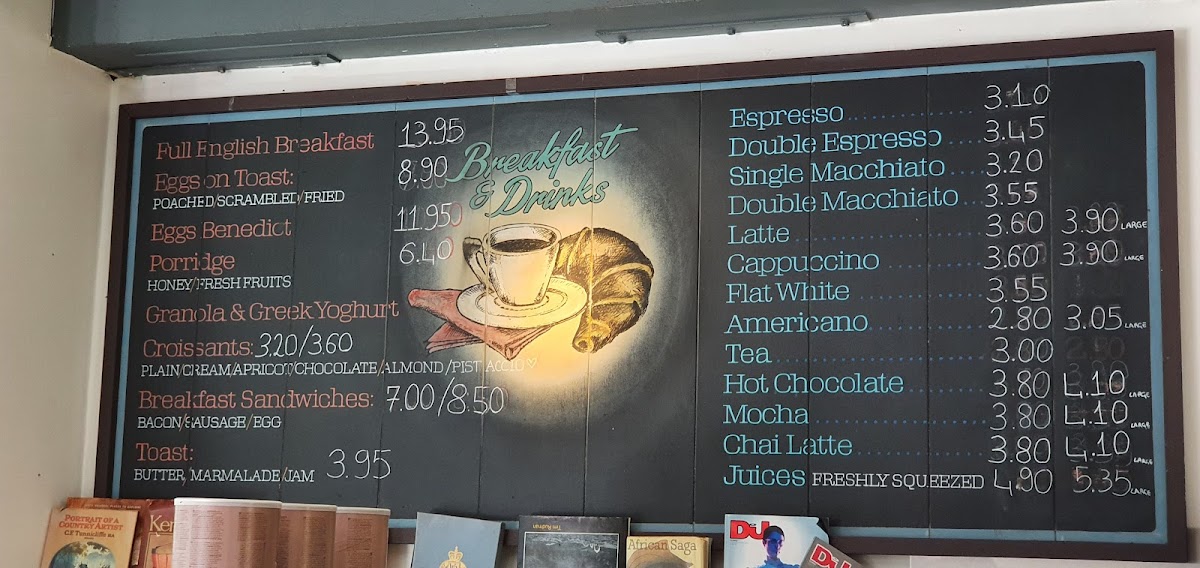 Breakfast
& Drinks
Full English Breakfast 13.95
Eggs on Toast: 8.90
POACHED/SCRAMBLED/FRIED
Eggs Benedict 11.95
Porridge 6.40
HONEY/FRESH FRUITS
Granola & Greek Yoghurt
Croissants: 3.20/3.60
PLAIN/CREAM/APRICOT/CHOCOLATE/ALMOND/PISTACCIO♡
Breakfast Sandwiches: 7.00/8.50
BACON/SAUSAGE/EGG
Toast: 3.95
BUTTER/MARMALADE/JAM
Espresso 3.10
Double Espresso 3.45
Single Macchiato 3.20
Double Macchiato 3.55
Latte 3.60 3.90 LARGE
Cappuccino 3.60 3.90 LARGE
Flat White 3.55
Americano 2.80 3.05 LARGE
Tea 3.00
Hot Chocolate 3.80 4.10 LARGE
Mocha 3.80 4.10 LARGE
Chai Latte 3.80 4.10 LARGE
Juices FRESHLY SQUEEZED 4.90 5.35 LARGE
PORTRAIT OF A
COUNTRY ARTIST
C.F. Tunnicliffe RA
African Saga
DJ
DJ